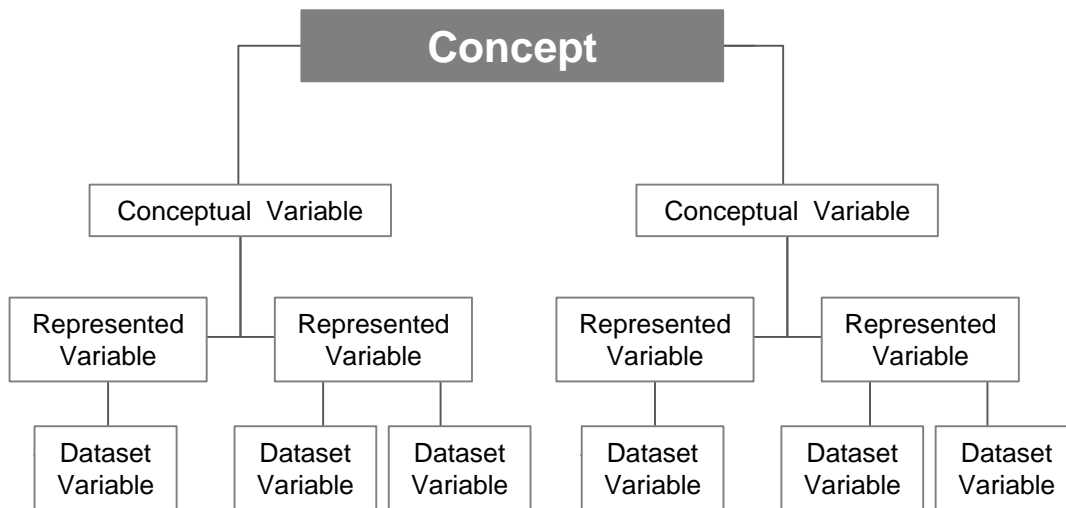 Concept
Conceptual Variable
Conceptual Variable
Represented
Variable
Represented
Variable
Represented
Variable
Represented
Variable
Dataset
Variable
Dataset
Variable
Dataset
Variable
Dataset
Variable
Dataset
Variable
Dataset
Variable